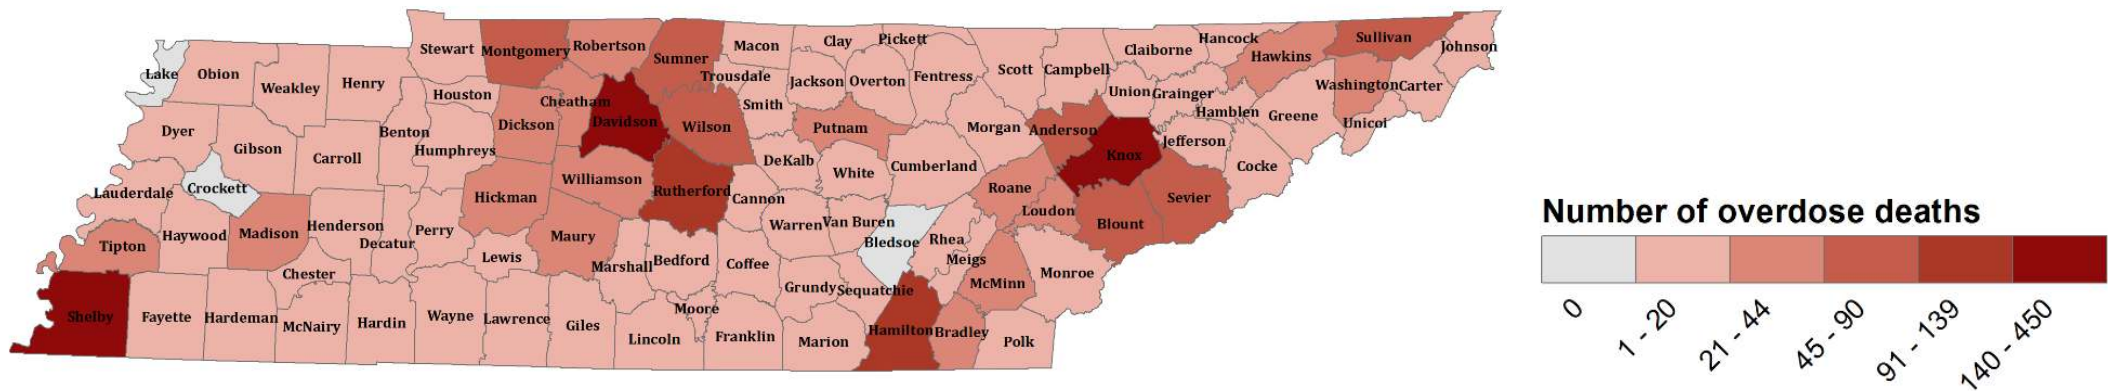 Stewart
Montgomery
Robertson
Sumner
Macon
Clay
Pickett
Claiborne
Hancock
Hawkins
Sullivan
Johnson
Lake
Obion
Weakley
Henry
Houston
Cheatham
Trousdale
Jackson
Overton
Fentress
Scott
Campbell
Union
Grainger
Washington
Carter
Dyer
Gibson
Carroll
Benton
Humphreys
Dickson
Davidson
Wilson
Smith
Putnam
Morgan
Anderson
Knox
Jefferson
Hamblen
Greene
Unicoi
Lauderdale
Crockett
Hickman
Williamson
Rutherford
DeKalb
White
Cumberland
Roane
Loudon
Blount
Sevier
Cocke
Tipton
Haywood
Madison
Henderson
Decatur
Perry
Lewis
Maury
Marshall
Bedford
Cannon
Coffee
Warren
Van Buren
Bledsoe
Rhea
Meigs
McMinn
Monroe
Shelby
Fayette
Hardeman
Chester
McNairy
Hardin
Wayne
Lawrence
Giles
Lincoln
Moore
Franklin
Grundy
Sequatchie
Marion
Hamilton
Bradley
Polk
Number of overdose deaths
0
1 - 20
21 - 44
45 - 90
91 - 139
140 - 450